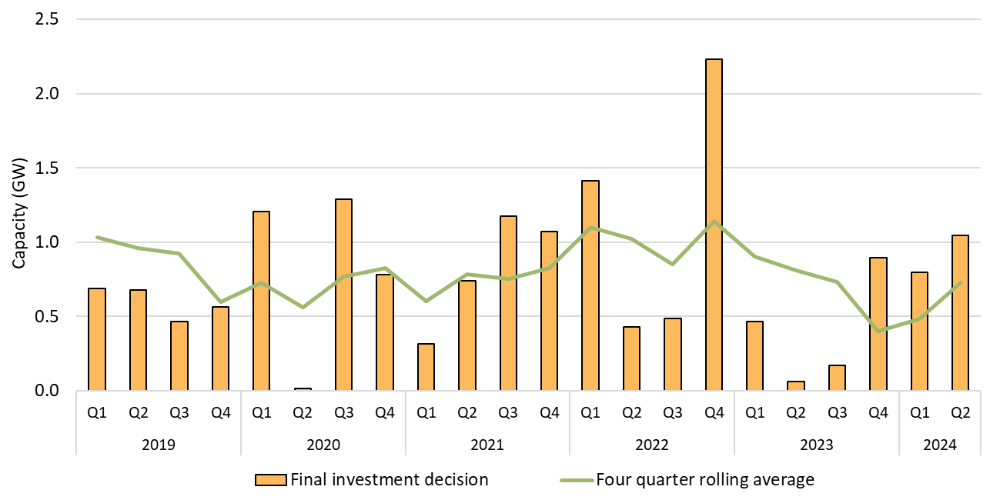 2.5
2.0
1.5
1.0
0.5
0.0
Capacity (GW)
Q1 Q2 Q3 Q4 Q1 Q2 Q3 Q4 Q1 Q2 Q3 Q4 Q1 Q2 Q3 Q4 Q1 Q2 Q3 Q4 Q1 Q2
2019 2020 2021 2022 2023 2024
Final investment decision Four quarter rolling average